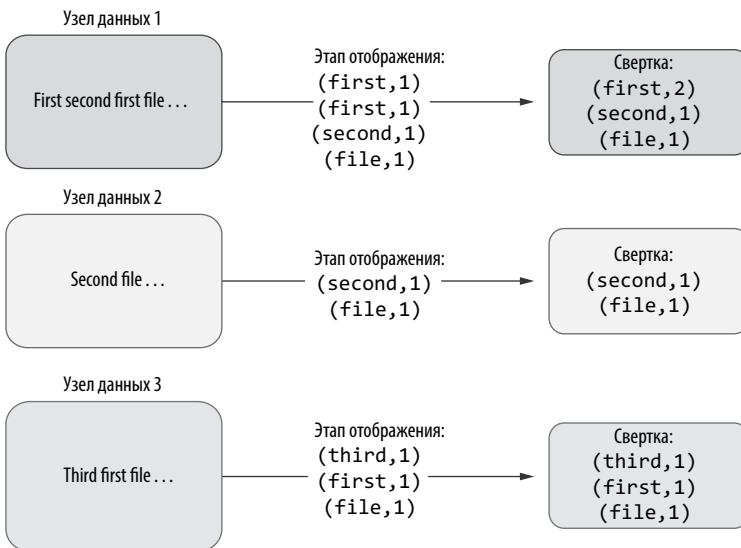 Узел данных 1
First second first file . . .
Этап отображения:
(first,1)
(first,1)
(second,1)
(file,1)
Свертка:
(first,2)
(second,1)
(file,1)
Узел данных 2
Second file . . .
Этап отображения:
(second,1)
(file,1)
Свертка:
(second,1)
(file,1)
Узел данных 3
Third first file . . .
Этап отображения:
(third,1)
(first,1)
(file,1)
Свертка:
(third,1)
(first,1)
(file,1)